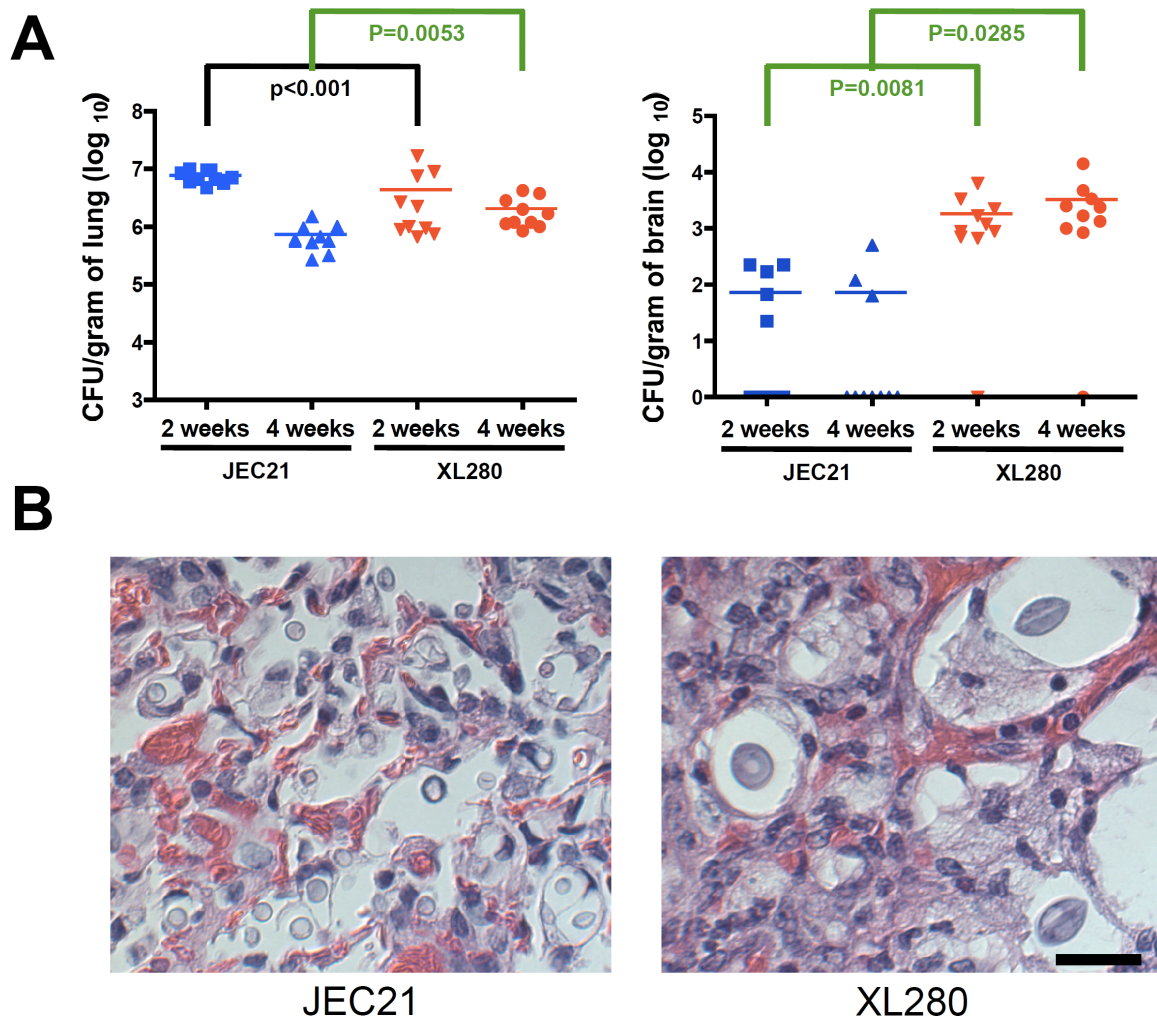 A
P=0.0053
p<0.001
CFU/gram of lung (log 10)
8
7
6
5
4
3
2 weeks 4 weeks 2 weeks 4 weeks
JEC21 XL280
P=0.0285
P=0.0081
CFU/gram of brain (log 10)
5
4
3
2
1
0
2 weeks 4 weeks 2 weeks 4 weeks
JEC21 XL280
B
JEC21 XL280